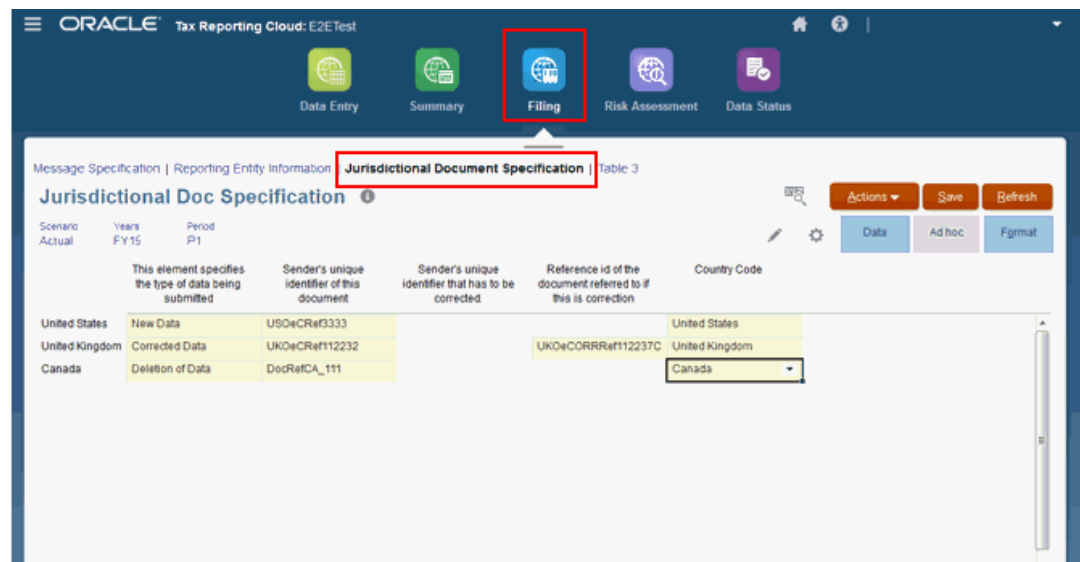 ORACLE® Tax Reporting Cloud: E2ETest
Data Entry Summary Filing Risk Assessment Data Status
Message Specification | Reporting Entity Information | Jurisdictional Document Specification | Table 3
Jurisdictional Doc Specification
Actions Save Refresh
Scenario Years Period
Actual FY15 P1
Data Ad hoc Format
This element specifies the type of data being submitted
Sender's unique identifier of this document
Sender's unique identifier that has to be corrected
Reference id of the document referred to if this is correction
Country Code
United States New Data USOeCRef3333 United States
United Kingdom Corrected Data UKOeCRef112232 UKOeCORRRef112237C United Kingdom
Canada Deletion of Data DocRefCA_111 Canada